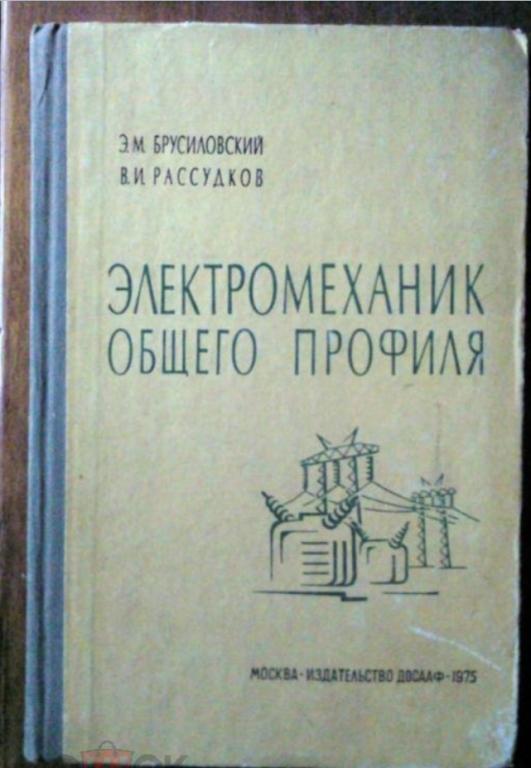 Э.М. БРУСИЛОВСКИЙ
В.И. РАССУДКОВ
ЭЛЕКТРОМЕХАНИК
ОБЩЕГО ПРОФИЛЯ
МОСКВА-ИЗДАТЕЛЬСТВО ДОСААФ-1975